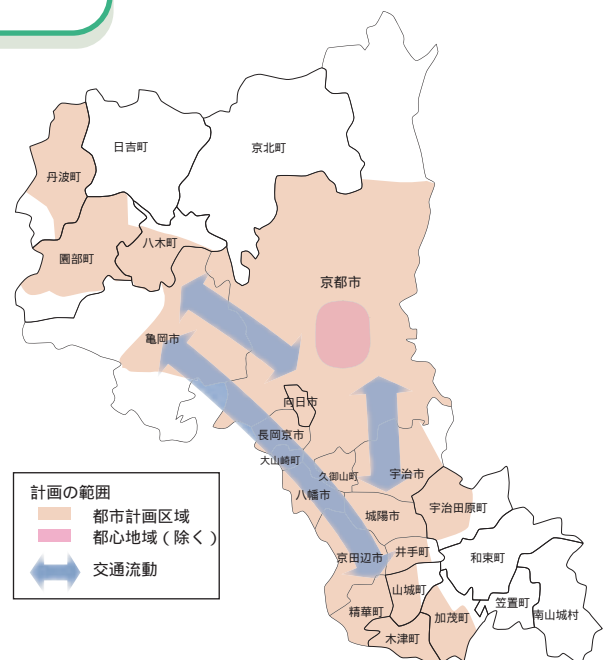 日吉町
京北町
丹波町
八木町
園部町
京都市
亀岡市
向日市
長岡京市
大山崎町
久御山町
宇治市
八幡市
城陽市
宇治田原町
京田辺市
井手町
和東町
山城町
笠置町
南山城村
精華町
加茂町
木津町
計画の範囲
都市計画区域
都心地域(除く)
交通流動